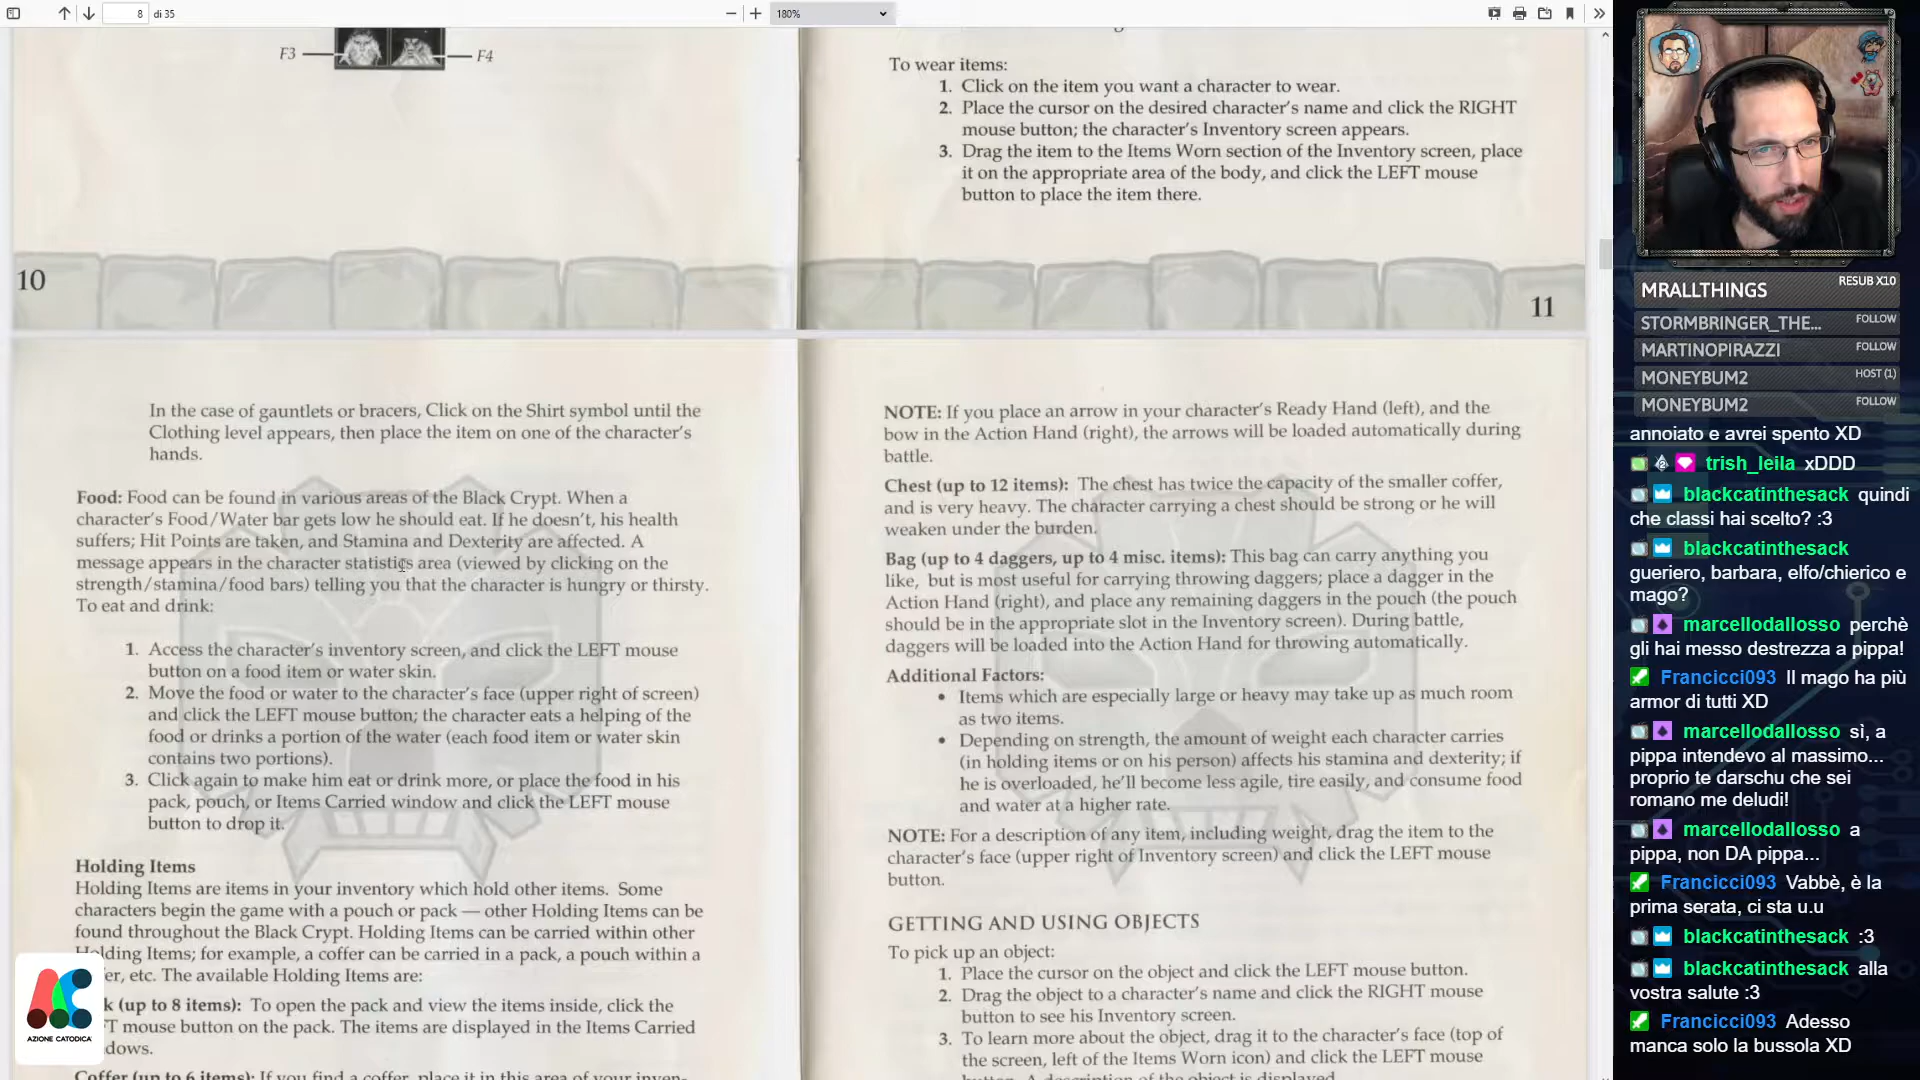 8 di 35
180%
F3
F4
To wear items:
1. Click on the item you want a character to wear.
2. Place the cursor on the desired character's name and click the RIGHT
mouse button; the character's Inventory screen appears.
3. Drag the item to the Items Worn section of the Inventory screen, place
it on the appropriate area of the body, and click the LEFT mouse
button to place the item there.
10
11
In the case of gauntlets or bracers, Click on the Shirt symbol until the
Clothing level appears, then place the item on one of the character's
hands.
Food: Food can be found in various areas of the Black Crypt. When a
character's Food/Water bar gets low he should eat. If he doesn't, his health
suffers; Hit Points are taken, and Stamina and Dexterity are affected. A
message appears in the character statistics area (viewed by clicking on the
strength/stamina/food bars) telling you that the character is hungry or thirsty.
To eat and drink:
1. Access the character's inventory screen, and click the LEFT mouse
button on a food item or water skin.
2. Move the food or water to the character's face (upper right of screen)
and click the LEFT mouse button; the character eats a helping of the
food or drinks a portion of the water (each food item or water skin
contains two portions).
3. Click again to make him eat or drink more, or place the food in his
pack, pouch, or Items Carried window and click the LEFT mouse
button to drop it.
Holding Items
Holding Items are items in your inventory which hold other items. Some
characters begin the game with a pouch or pack — other Holding Items can be
found throughout the Black Crypt. Holding Items can be carried within other
Holding Items; for example, a coffer can be carried in a pack, a pouch within a
er, etc. The available Holding Items are:
k (up to 8 items): To open the pack and view the items inside, click the
T mouse button on the pack. The items are displayed in the Items Carried
dows.
Coffer (up to 6 items): If you find a coffer, place it in this area of your inven-
NOTE: If you place an arrow in your character's Ready Hand (left), and the
bow in the Action Hand (right), the arrows will be loaded automatically during
battle.
Chest (up to 12 items): The chest has twice the capacity of the smaller coffer,
and is very heavy. The character carrying a chest should be strong or he will
weaken under the burden.
Bag (up to 4 daggers, up to 4 misc. items): This bag can carry anything you
like, but is most useful for carrying throwing daggers; place a dagger in the
Action Hand (right), and place any remaining daggers in the pouch (the pouch
should be in the appropriate slot in the Inventory screen). During battle,
daggers will be loaded into the Action Hand for throwing automatically.
Additional Factors:
• Items which are especially large or heavy may take up as much room
as two items.
• Depending on strength, the amount of weight each character carries
(in holding items or on his person) affects his stamina and dexterity; if
he is overloaded, he'll become less agile, tire easily, and consume food
and water at a higher rate.
NOTE: For a description of any item, including weight, drag the item to the
character's face (upper right of Inventory screen) and click the LEFT mouse
button.
GETTING AND USING OBJECTS
To pick up an object:
1. Place the cursor on the object and click the LEFT mouse button.
2. Drag the object to a character's name and click the RIGHT mouse
button to see his Inventory screen.
3. To learn more about the object, drag it to the character's face (top of
the screen, left of the Items Worn icon) and click the LEFT mouse
button. A description of the object is displayed.
AZIONE CATODICA
MRALLTHINGS RESUB X10
STORMBRINGER_THE... FOLLOW
MARTINOPIRAZZI FOLLOW
MONEYBUM2 HOST (1)
MONEYBUM2 FOLLOW
annoiato e avrei spento XD
trish_leila xDDD
blackcatinthesack quindi
che classi hai scelto? :3
blackcatinthesack
gueriero, barbara, elfo/chierico e
mago?
marcellodallosso perchè
gli hai messo destrezza a pippa!
Francicci093 Il mago ha più
armor di tutti XD
marcellodallosso sì, a
pippa intendevo al massimo...
proprio te darschu che sei
romano me deludi!
marcellodallosso a
pippa, non DA pippa...
Francicci093 Vabbè, è la
prima serata, ci sta u.u
blackcatinthesack :3
blackcatinthesack alla
vostra salute :3
Francicci093 Adesso
manca solo la bussola XD